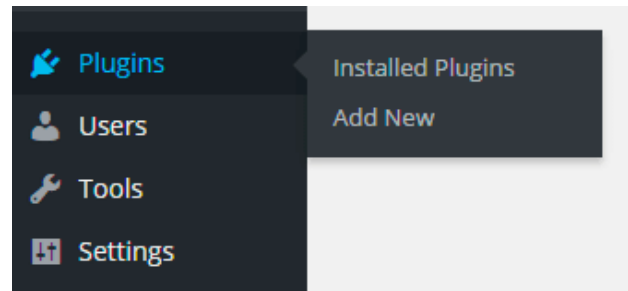 Plugins
Installed Plugins
Add New
Users
Tools
Settings